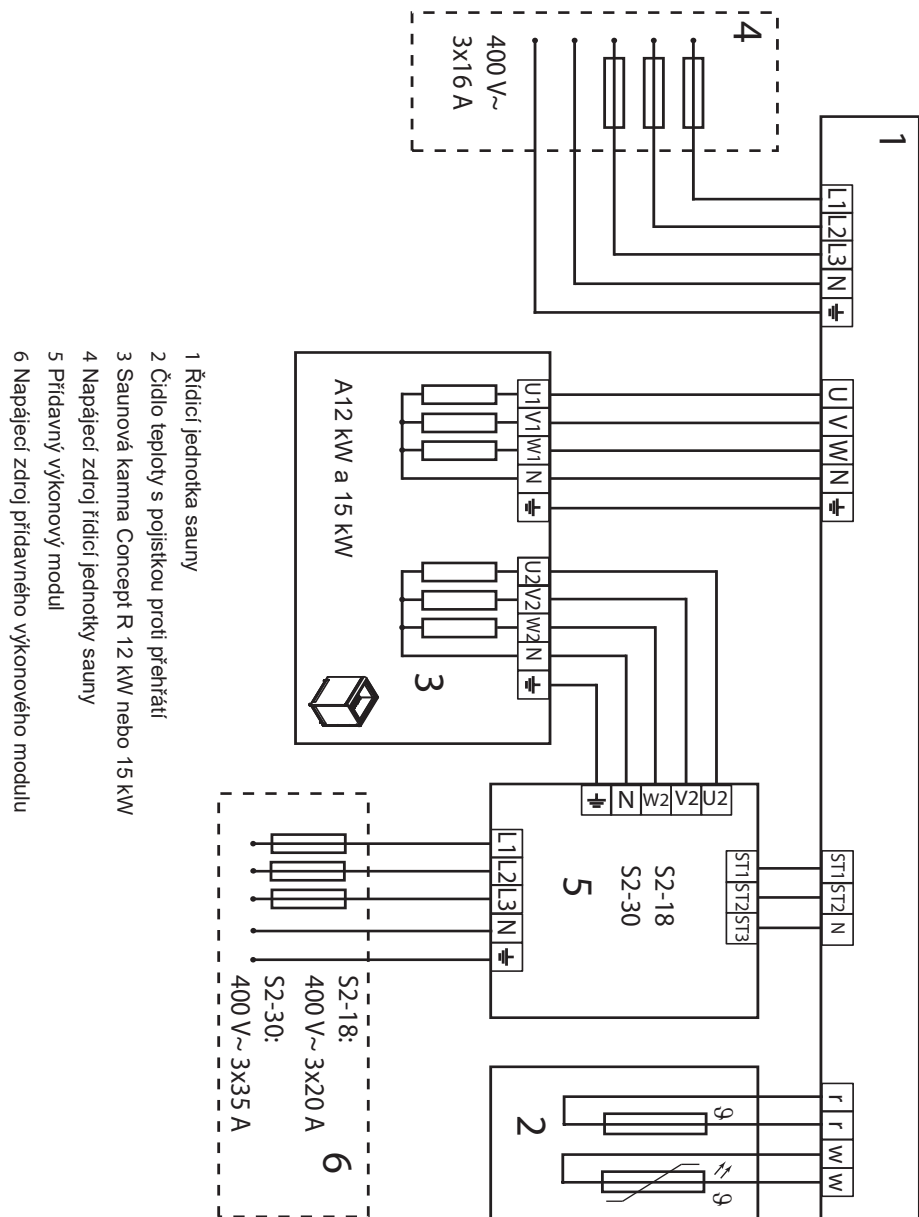 4
400 V~
3x16 A
1
L1 L2 L3 N
U V W N
ST1 ST2 N
r r w w
A12 kW a 15 kW
U1 V1 W1 N
U2 V2 W2 N
3
N W2 V2 U2
ST1 ST2 ST3
S2-18
S2-30
5
L1 L2 L3 N
S2-18:
400 V~ 3x20 A
S2-30:
400 V~ 3x35 A
6
2
ϑ
ϑ
1 Řídicí jednotka sauny
2 Čidlo teploty s pojistkou proti přehřátí
3 Saunová kamna Concept R 12 kW nebo 15 kW
4 Napájecí zdroj řídicí jednotky sauny
5 Přídavný výkonový modul
6 Napájecí zdroj přídavného výkonového modulu